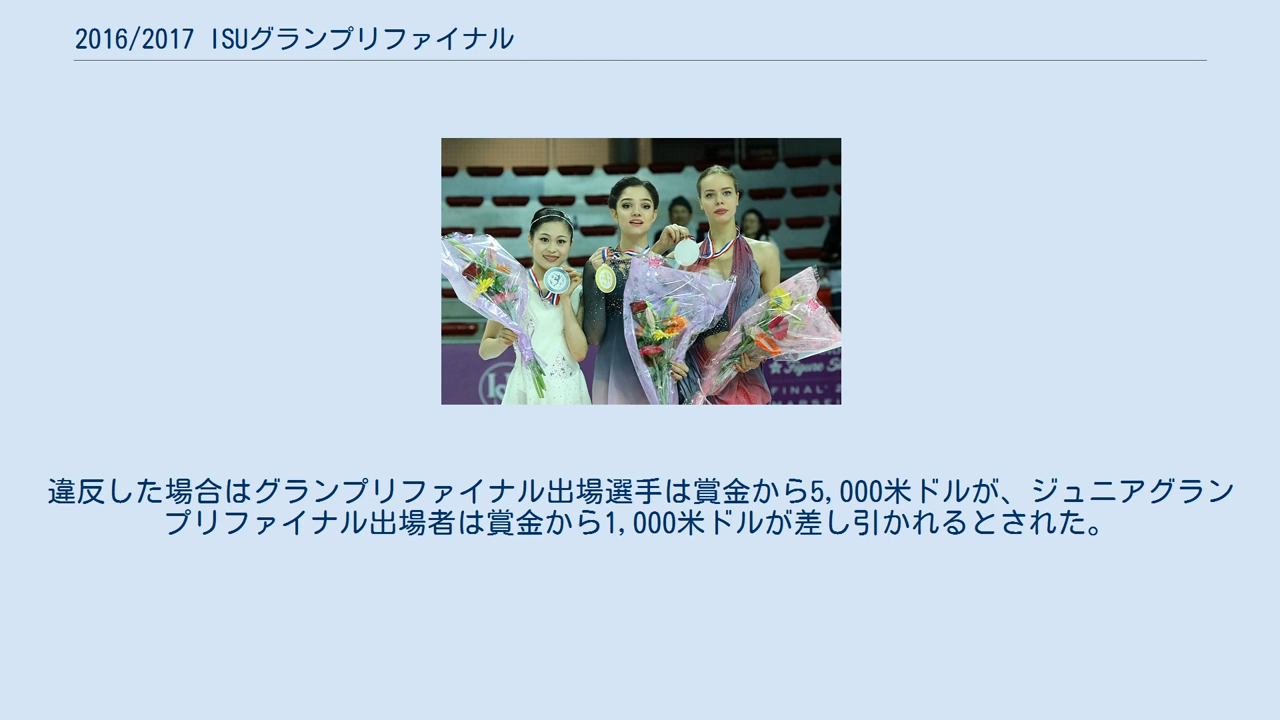 2016/2017 ISUグランプリファイナル
Figure S
FINAL' 2
違反した場合はグランプリファイナル出場選手は賞金から5,000米ドルが、ジュニアグラン
プリファイナル出場者は賞金から1,000米ドルが差し引かれるとされた。